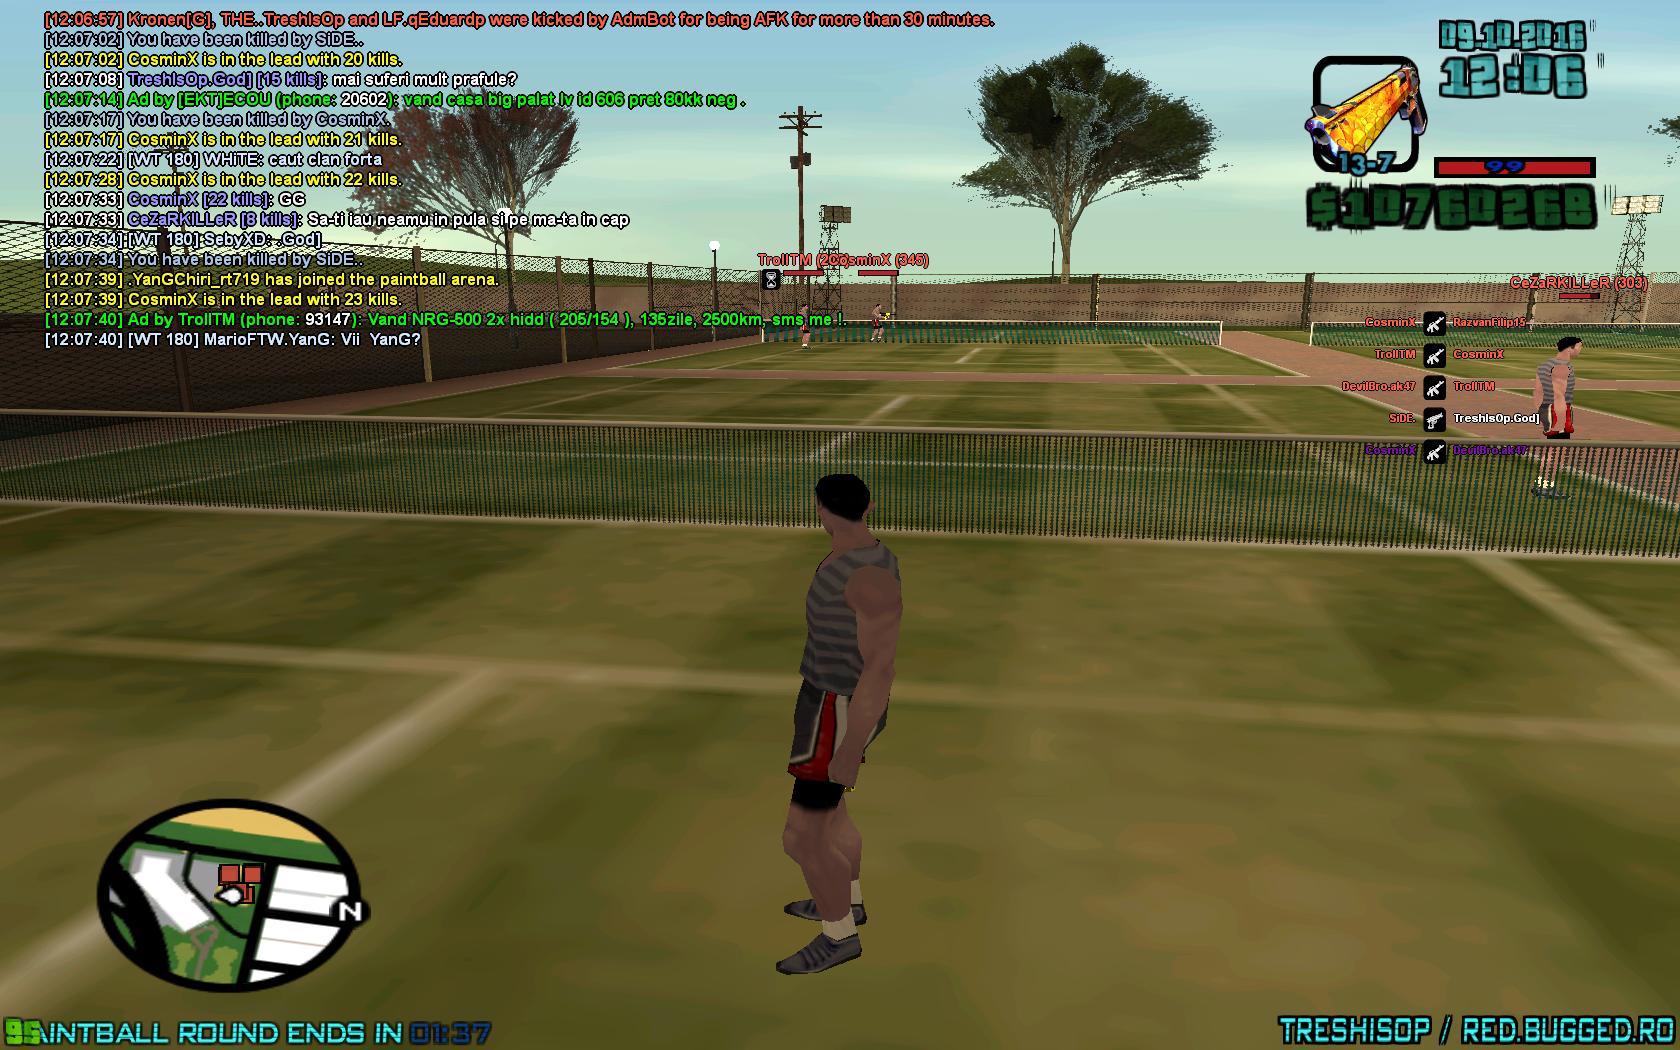 [12:06:57] Kronen[G], THE..TreshIsOp and LF.qEduardp were kicked by AdmBot for being AFK for more than 30 minutes.
[12:07:02] You have been killed by SiDE..
[12:07:02] CosminX is in the lead with 20 kills.
[12:07:08] TreshIsOp.God] [15 kills]: mai suferi mult prafule?
[12:07:14] Ad by [EKT]ECOU (phone: 20602): vand casa big palat lv id 606 pret 80kk neg .
[12:07:17] You have been killed by CosminX.
[12:07:17] CosminX is in the lead with 21 kills.
[12:07:22] [WT 180] WHiTE: caut clan forta
[12:07:28] CosminX is in the lead with 22 kills.
[12:07:33] CosminX [22 kills]: GG
[12:07:33] CeZaRKILLeR [8 kills]: Sa-ti iau neamu in pula si pe ma-ta in cap
[12:07:34] [WT 180] SebyXD: .God]
[12:07:34] You have been killed by SiDE..
[12:07:39] .YanGChiri_rt719 has joined the paintball arena.
[12:07:39] CosminX is in the lead with 23 kills.
[12:07:40] Ad by TrollTM (phone: 93147): Vand NRG-500 2x hidd ( 205/154 ), 135zile, 2500km, sms me !.
[12:07:40] [WT 180] MarioFTW.YanG: Vii YanG?
09.10.2016
12:06
13-7
99
$10760268
TrollTM
CosminX (345)
CeZaRKILLeR (303)
CosminX RazvanFilip15
TrollTM CosminX
DevilBro.ak47 TrollTM
SiDE. TreshIsOp.God]
CosminX DevilBro.ak47
N
95
AINTBALL ROUND ENDS IN 01:37
TRESHISOP / RED.BUGGED.RO